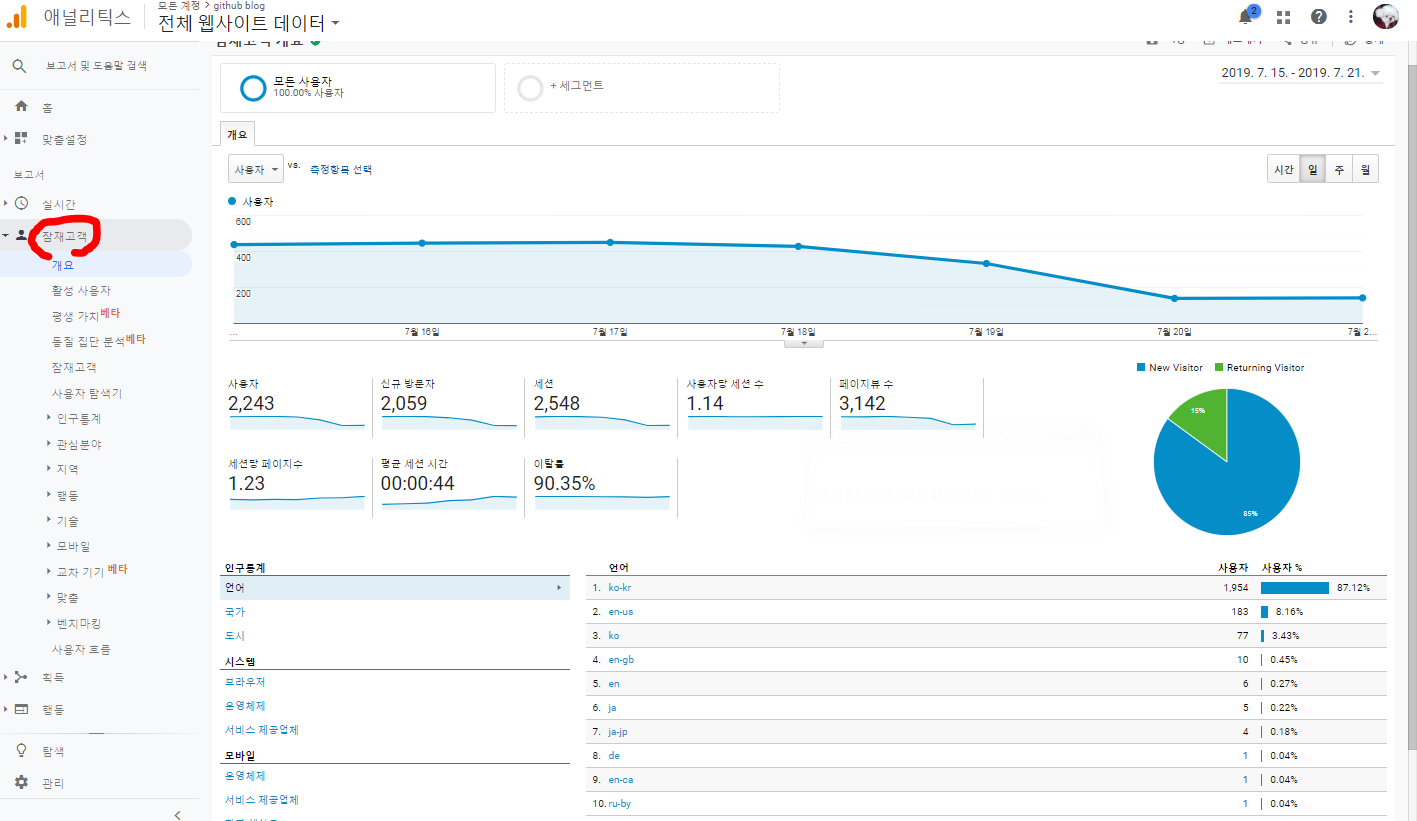 모든 계정 > github blog
애널리틱스
전체 웹사이트 데이터
2
보고서 및 도움말 검색
홈
맞춤설정
보고서
실시간
잠재고객
개요
활성 사용자
평생 가치 베타
동질 집단 분석 베타
잠재고객
사용자 탐색기
인구통계
관심분야
지역
행동
기술
모바일
교차 기기 베타
맞춤
벤치마킹
사용자 흐름
획득
행동
탐색
관리
잠재고객 개요
모든 사용자
100.00% 사용자
+ 세그먼트
2019. 7. 15. - 2019. 7. 21.
개요
사용자 vs. 측정항목 선택
시간 일 주 월
사용자
600
400
200
... 7월 16일 7월 17일 7월 18일 7월 19일 7월 20일 7월 2...
New Visitor Returning Visitor
15%
85%
사용자 신규 방문자 세션 사용자당 세션 수 페이지뷰 수
2,243 2,059 2,548 1.14 3,142
세션당 페이지수 평균 세션 시간 이탈률
1.23 00:00:44 90.35%
인구통계
언어
국가
도시
시스템
브라우저
운영체제
서비스 제공업체
모바일
운영체제
서비스 제공업체
언어 사용자 사용자 %
1. ko-kr 1,954 87.12%
2. en-us 183 8.16%
3. ko 77 3.43%
4. en-gb 10 0.45%
5. en 6 0.27%
6. ja 5 0.22%
7. ja-jp 4 0.18%
8. de 1 0.04%
9. en-ca 1 0.04%
10. ru-by 1 0.04%